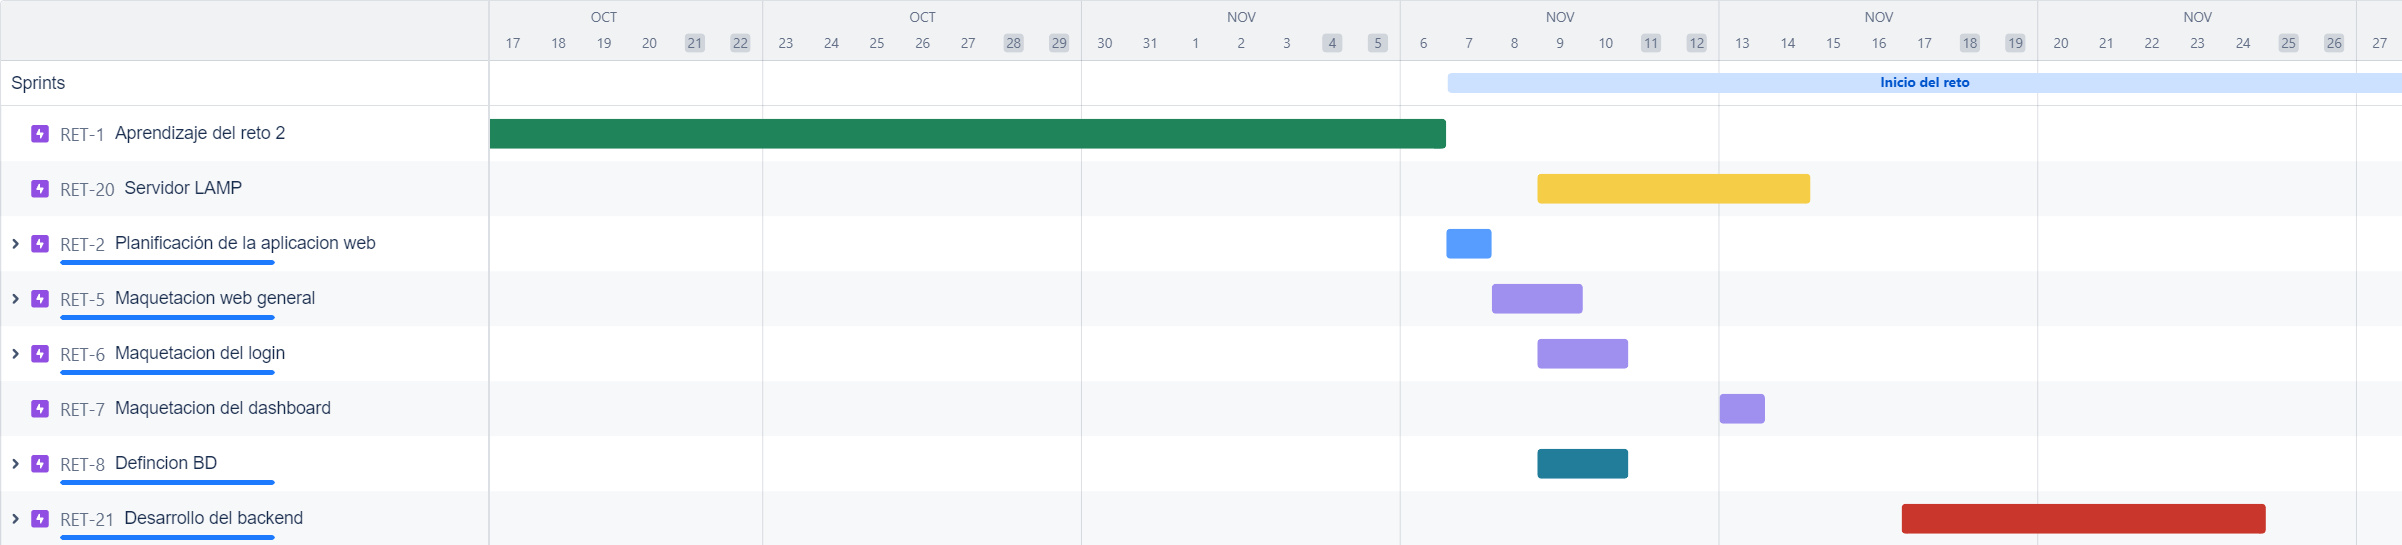 OCT OCT NOV NOV NOV NOV
17 18 19 20 21 22 23 24 25 26 27 28 29 30 31 1 2 3 4 5 6 7 8 9 10 11 12 13 14 15 16 17 18 19 20 21 22 23 24 25 26 27
Sprints Inicio del reto
RET-1 Aprendizaje del reto 2
RET-20 Servidor LAMP
RET-2 Planificación de la aplicacion web
RET-5 Maquetacion web general
RET-6 Maquetacion del login
RET-7 Maquetacion del dashboard
RET-8 Defincion BD
RET-21 Desarrollo del backend